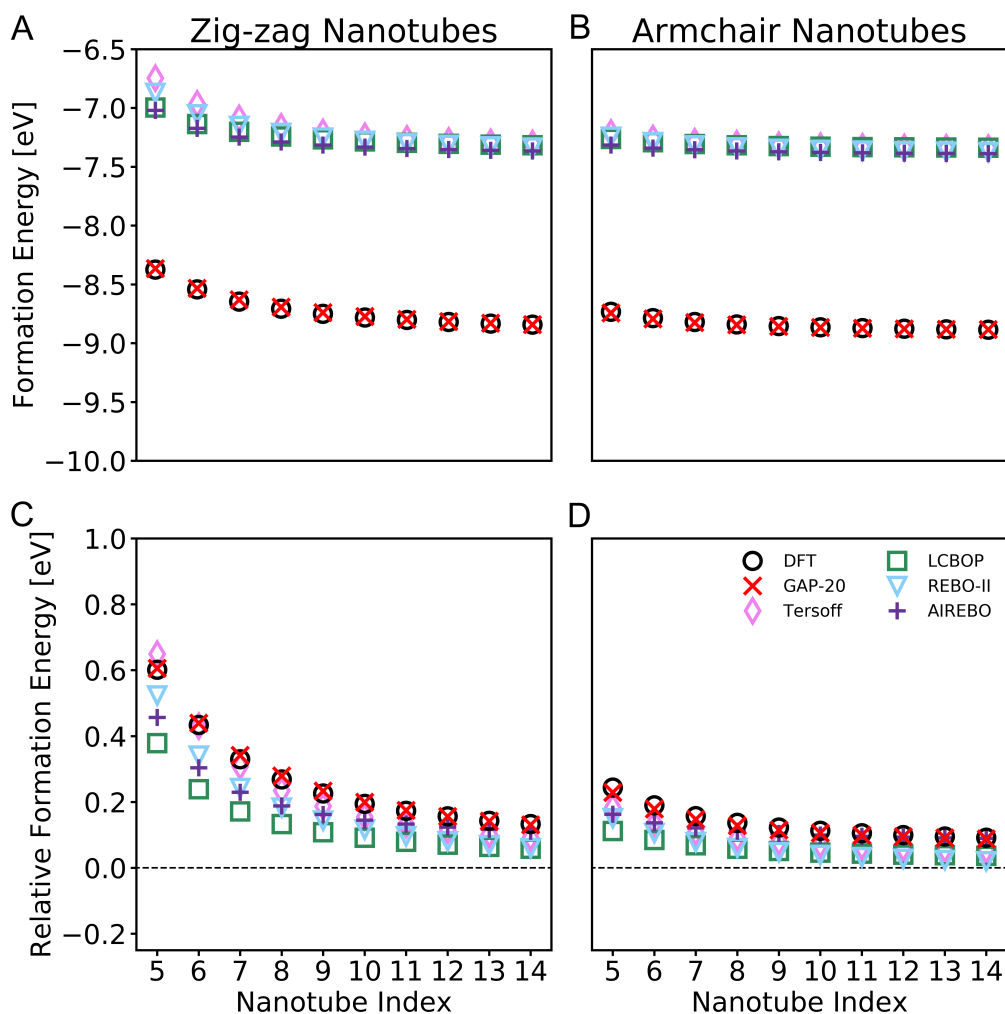 A Zig-zag Nanotubes B Armchair Nanotubes
Formation Energy [eV]
−6.5
−7.0
−7.5
−8.0
−8.5
−9.0
−9.5
−10.0
C D
Relative Formation Energy [eV]
1.0
0.8
0.6
0.4
0.2
0.0
−0.2
DFT LCBOP
GAP-20 REBO-II
Tersoff AIREBO
5 6 7 8 9 10 11 12 13 14 5 6 7 8 9 10 11 12 13 14
Nanotube Index Nanotube Index